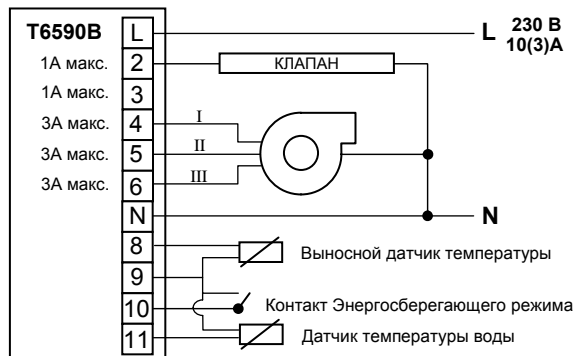 T6590B L L 230 В
10(3)А
1А макс. 2 КЛАПАН
1А макс. 3
3А макс. 4 I
3А макс. 5 II
3А макс. 6 III
N N
8
Выносной датчик температуры
9
10 Контакт Энергосберегающего режима
11 Датчик температуры воды